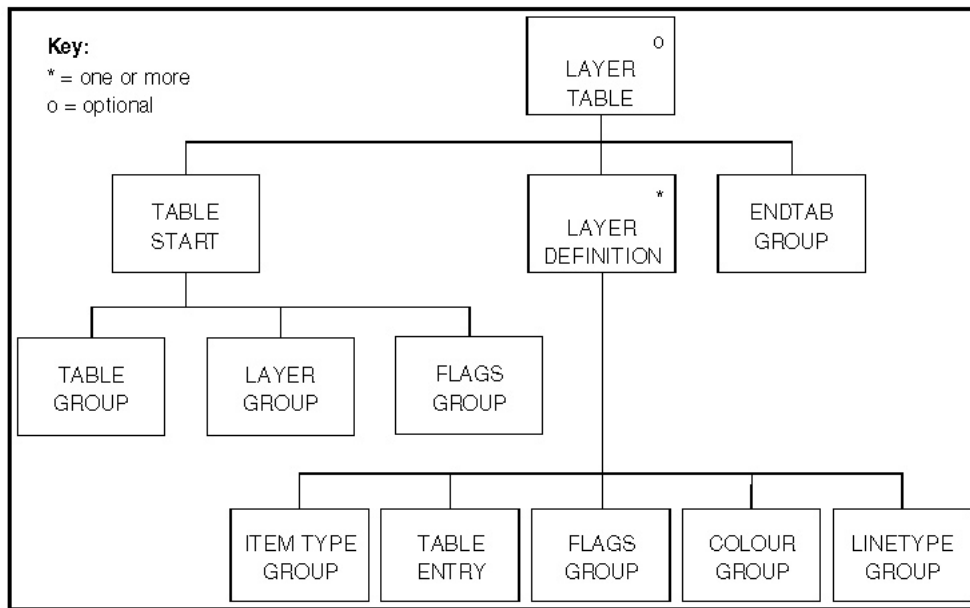 Key:
* = one or more
o = optional
o
LAYER
TABLE
TABLE
START
*
LAYER
DEFINITION
ENDTAB
GROUP
TABLE
GROUP
LAYER
GROUP
FLAGS
GROUP
ITEM TYPE
GROUP
TABLE
ENTRY
FLAGS
GROUP
COLOUR
GROUP
LINETYPE
GROUP